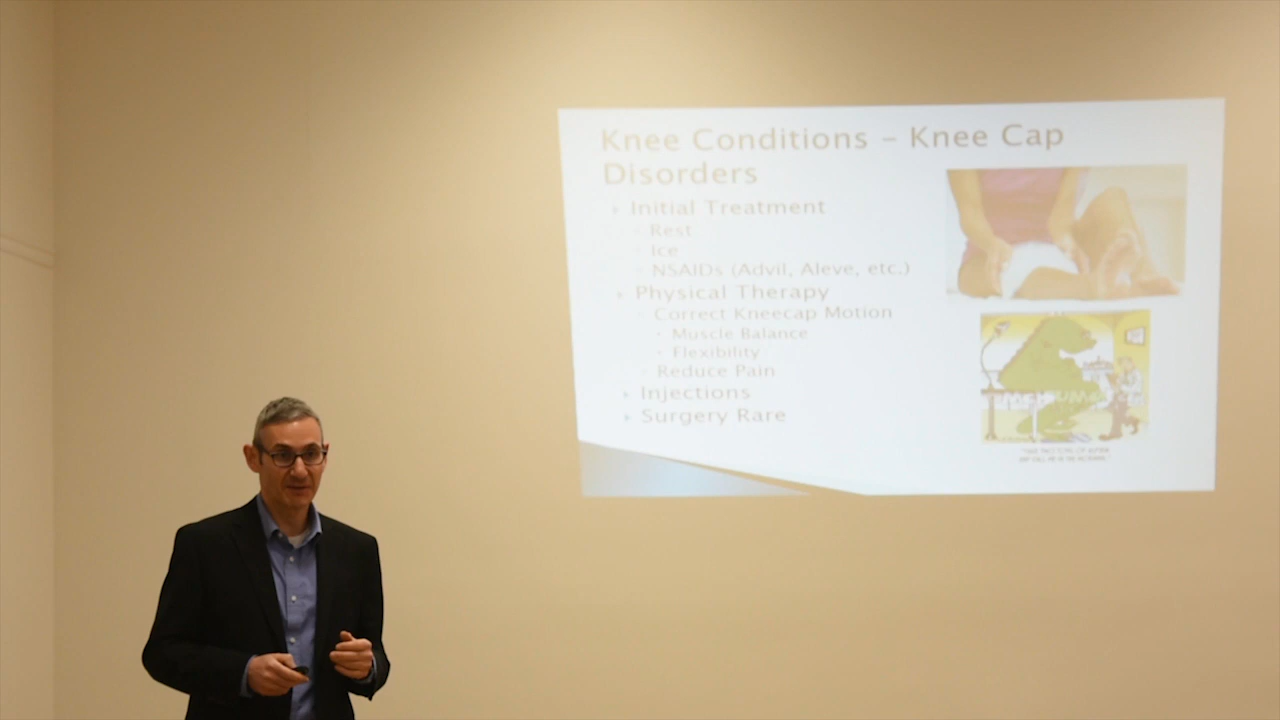 Knee Conditions – Knee Cap
Disorders
Initial Treatment
Rest
Ice
NSAIDs (Advil, Aleve, etc.)
Physical Therapy
Correct Kneecap Motion
Muscle Balance
Flexibility
Reduce Pain
Injections
Surgery Rare